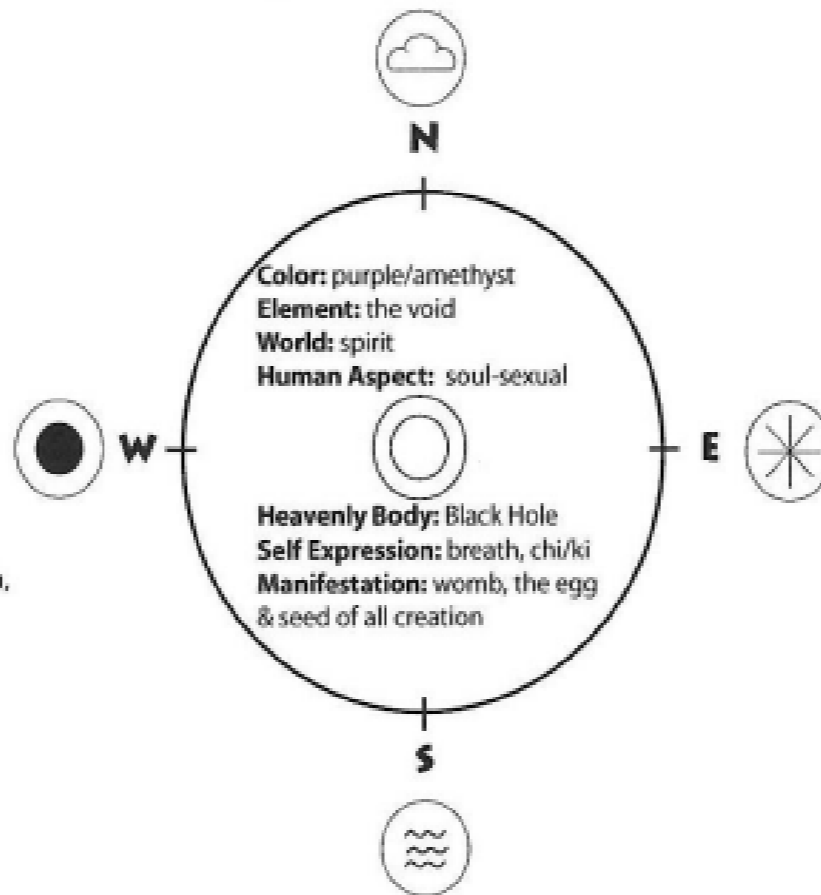 N
Color: purple/amethyst
Element: the void
World: spirit
Human Aspect: soul-sexual
W
E
Heavenly Body: Black Hole
Self Expression: breath, chi/ki
Manifestation: womb, the egg
& seed of all creation
S